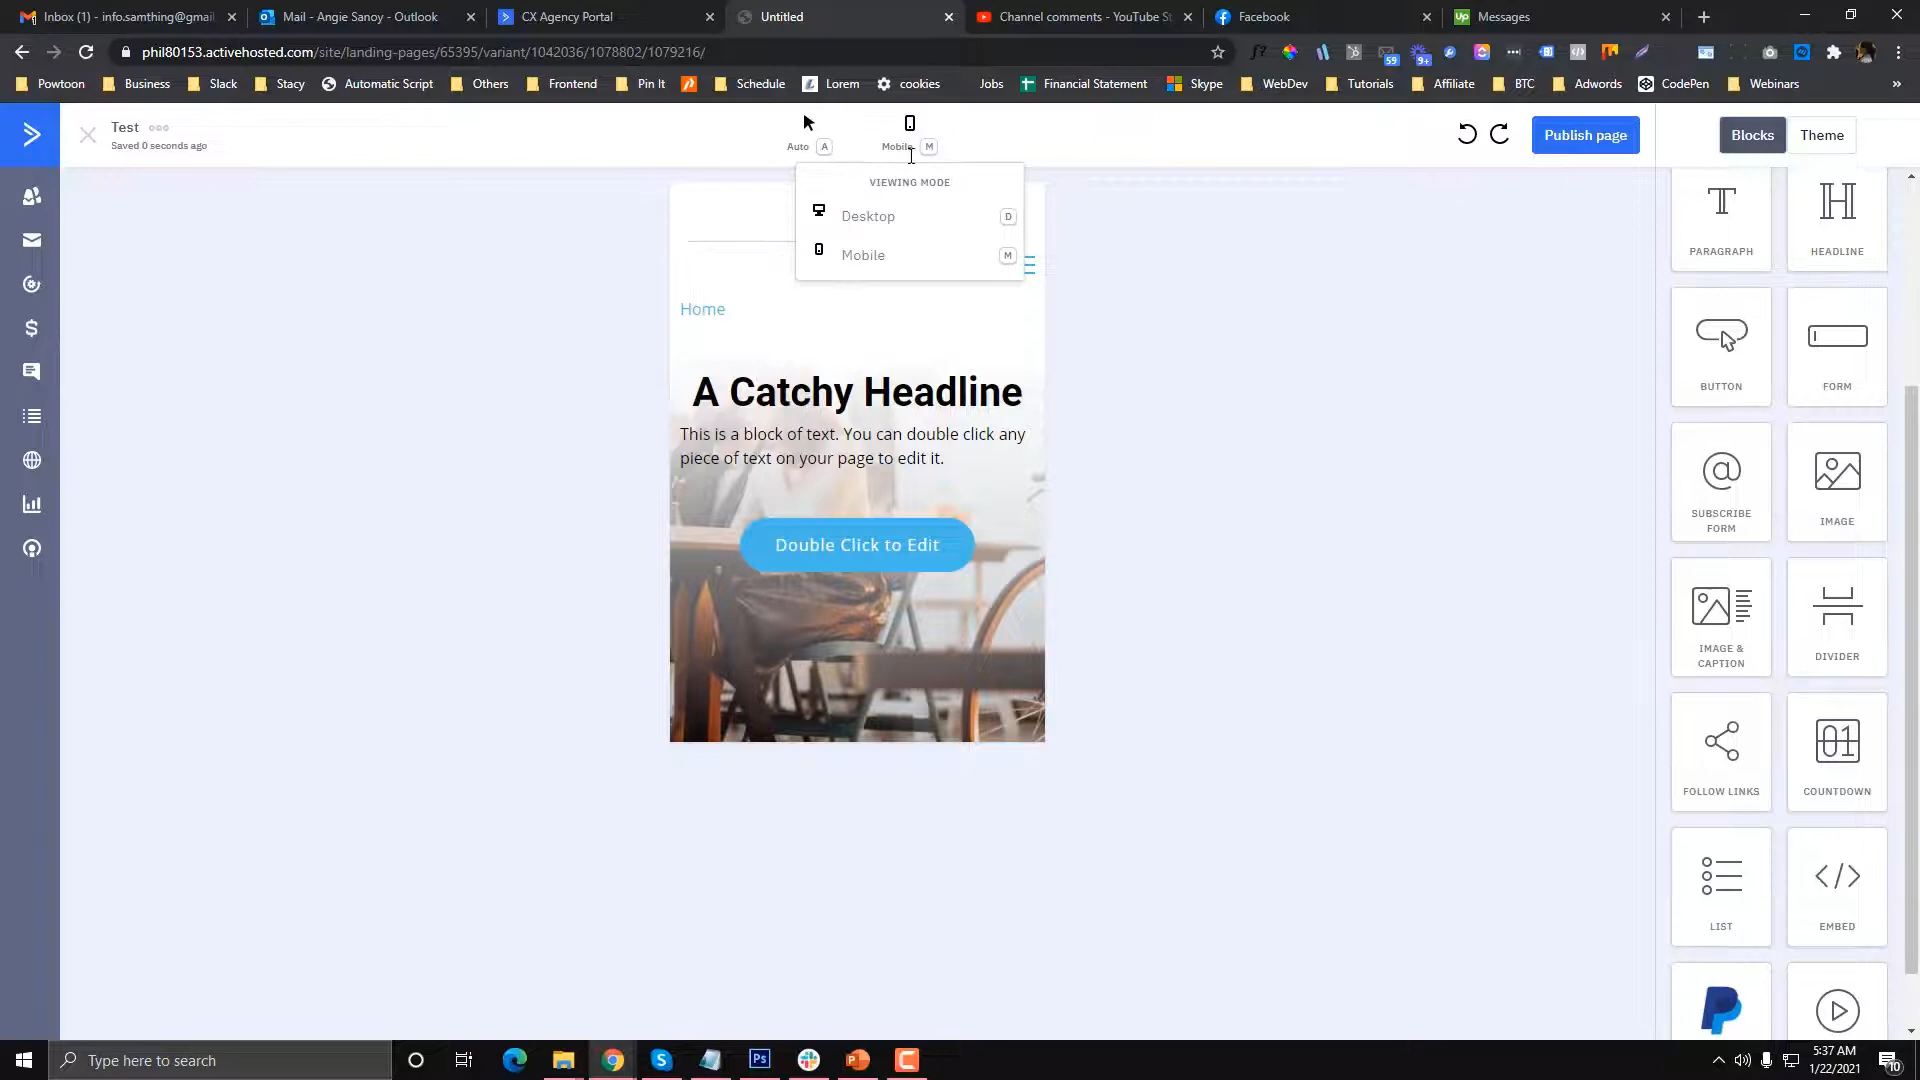 Inbox (1) - info.samthing@gmail
Mail - Angie Sanoy - Outlook
CX Agency Portal
Untitled
Channel comments - YouTube St
Facebook
Up
Messages
phil80153.activehosted.com/site/landing-pages/65395/variant/1042036/1078802/1079216/
f?
59
9+
Powtoon
Business
Slack
Stacy
Automatic Script
Others
Frontend
Pin It
Schedule
Lorem
cookies
Jobs
Financial Statement
Skype
WebDev
Tutorials
Affiliate
BTC
Adwords
CodePen
Webinars
»
Test
Saved 0 seconds ago
Auto A
Mobile M
Publish page
Blocks
Theme
VIEWING MODE
Desktop D
Mobile M
Home
A Catchy Headline
This is a block of text. You can double click any
piece of text on your page to edit it.
Double Click to Edit
PARAGRAPH
HEADLINE
BUTTON
FORM
SUBSCRIBE
FORM
IMAGE
IMAGE &
CAPTION
DIVIDER
FOLLOW LINKS
01
COUNTDOWN
LIST
EMBED
Type here to search
Ps
5:37 AM
1/22/2021
10